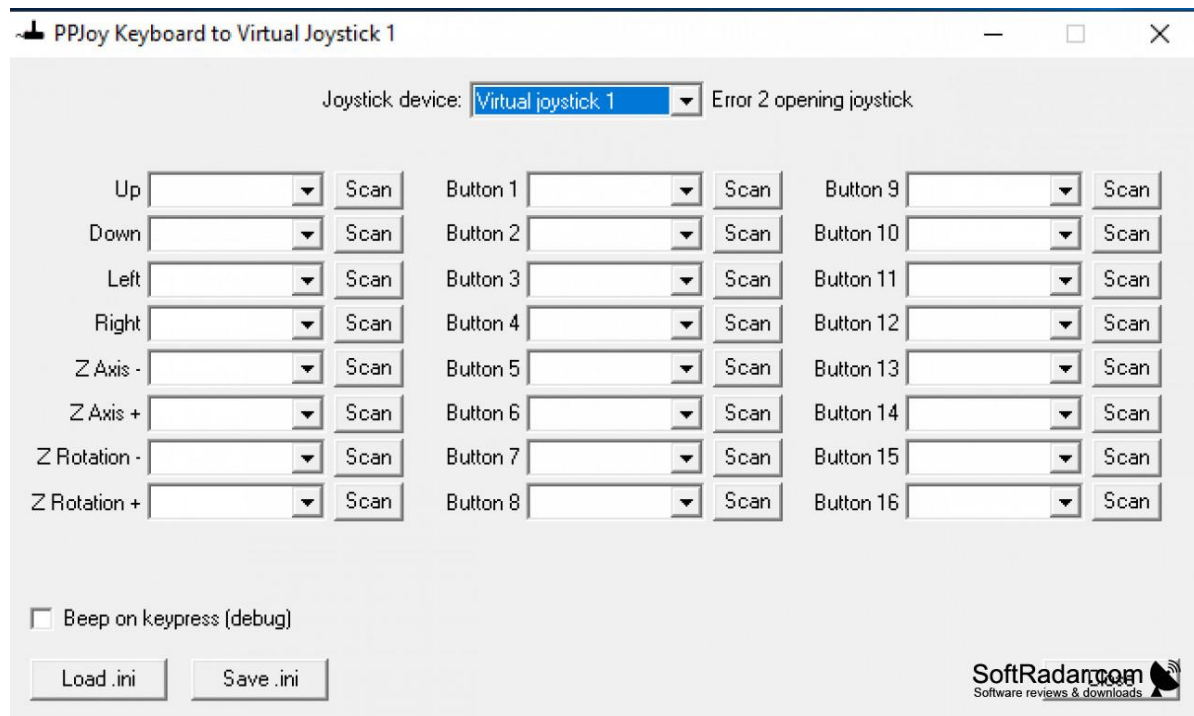 PPJoy Keyboard to Virtual Joystick 1
Joystick device: Virtual joystick 1 Error 2 opening joystick
Up Scan Button 1 Scan Button 9 Scan
Down Scan Button 2 Scan Button 10 Scan
Left Scan Button 3 Scan Button 11 Scan
Right Scan Button 4 Scan Button 12 Scan
Z Axis - Scan Button 5 Scan Button 13 Scan
Z Axis + Scan Button 6 Scan Button 14 Scan
Z Rotation - Scan Button 7 Scan Button 15 Scan
Z Rotation + Scan Button 8 Scan Button 16 Scan
Beep on keypress (debug)
Load .ini Save .ini Close
SoftRadar.com
Software reviews & downloads